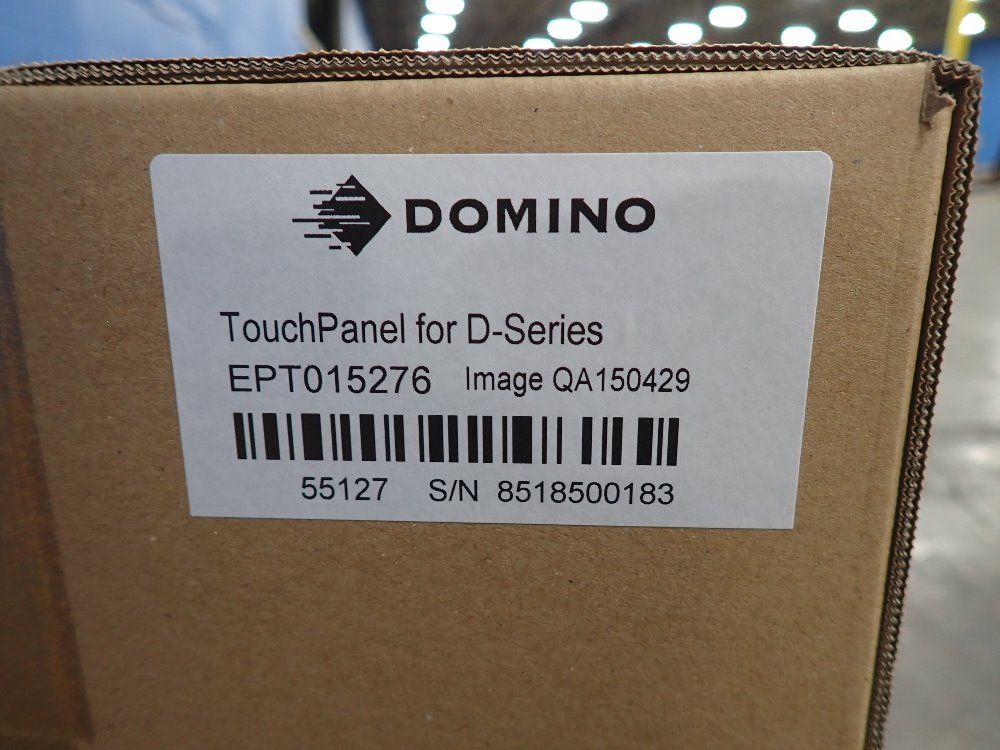 DOMINO
TouchPanel for D-Series
EPT015276 Image QA150429
55127 S/N 8518500183